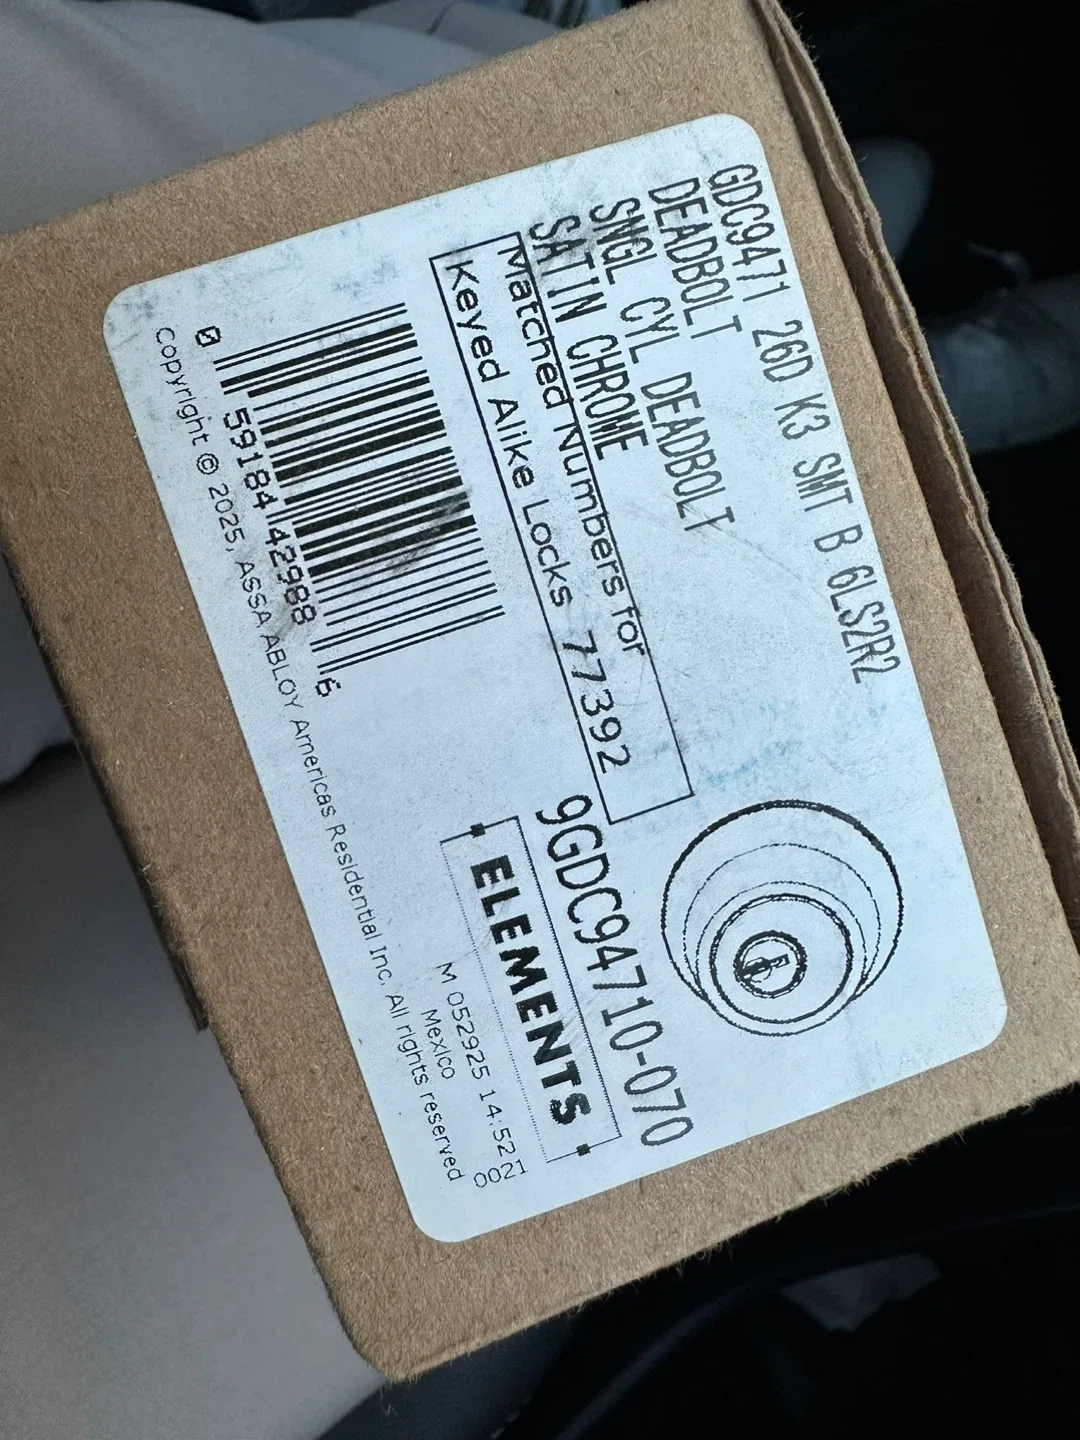 GDC9471 26D K3 SMT B 6LS2R2
DEADBOLT
SNGL CYL DEADBOLT
SATIN CHROME
Matched Numbers for
Keyed Alike Locks 77392
9GDC94710-070
ELEMENTS
0 59184 42988 6
M 052925 14:52
21
Mexico
0021
Copyright © 2025, ASSA ABLOY Americas Residential Inc. All rights reserved